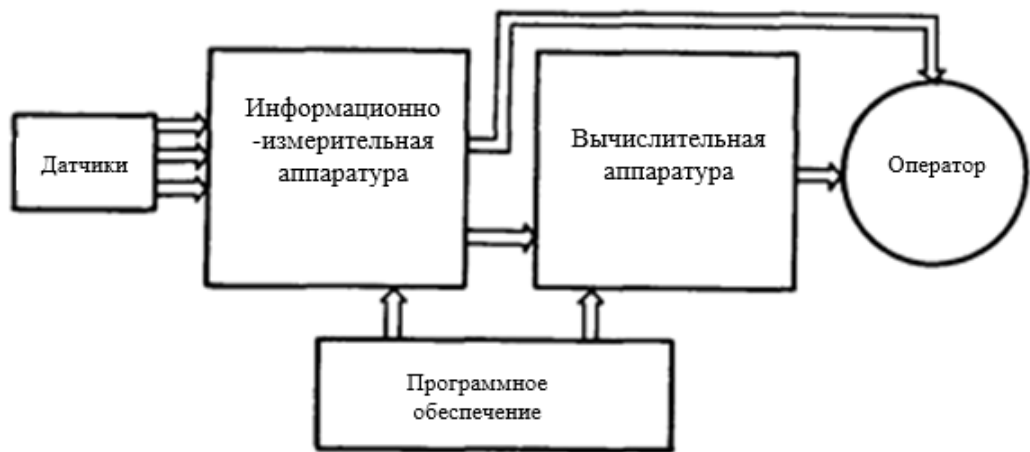 Датчики
Информационно
-измерительная
аппаратура
Вычислительная
аппаратура
Оператор
Программное
обеспечение